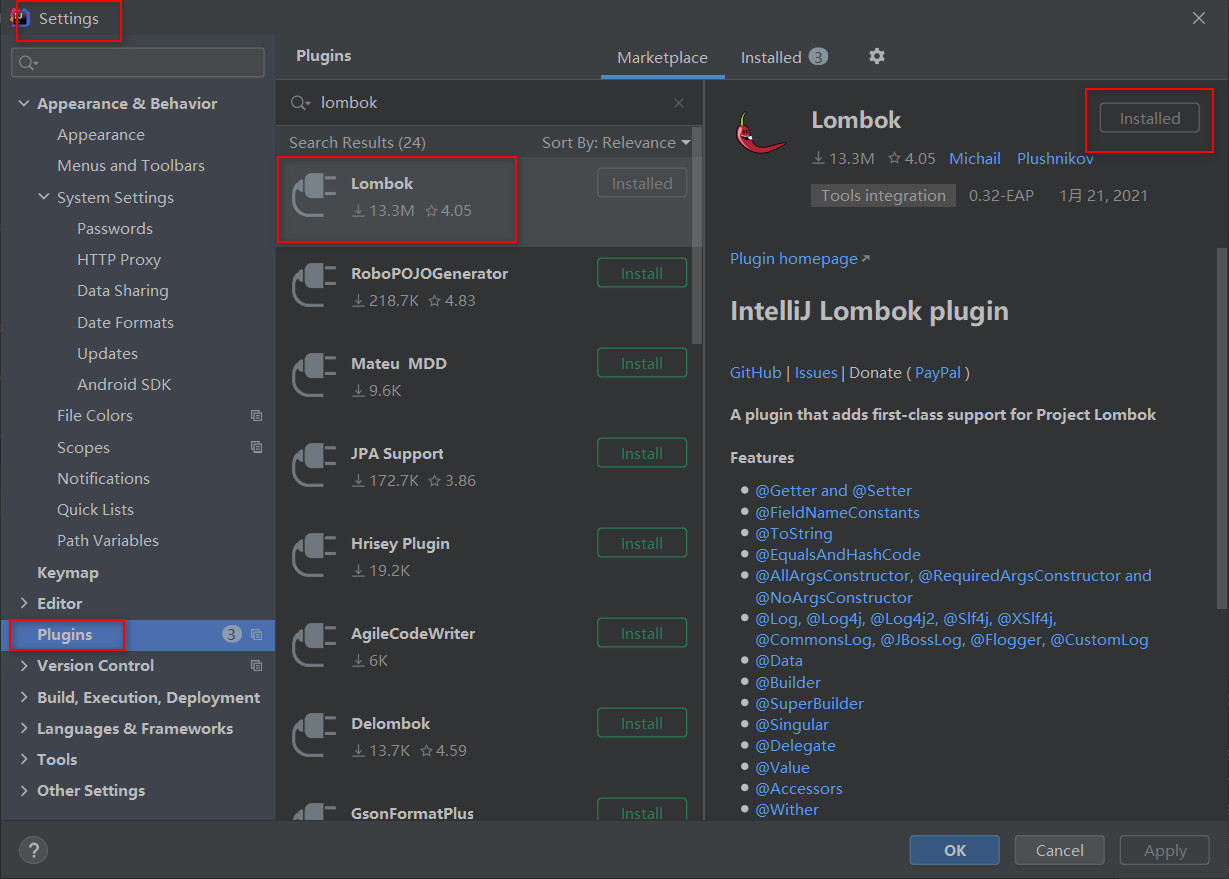 Settings
Appearance & Behavior
Appearance
Menus and Toolbars
System Settings
Passwords
HTTP Proxy
Data Sharing
Date Formats
Updates
Android SDK
File Colors
Scopes
Notifications
Quick Lists
Path Variables
Keymap
Editor
Plugins 3
Version Control
Build, Execution, Deployment
Languages & Frameworks
Tools
Other Settings
Plugins
Marketplace
Installed 3
lombok
Search Results (24)
Sort By: Relevance
Lombok
13.3M 4.05
Installed
RoboPOJOGenerator
218.7K 4.83
Install
Mateu MDD
9.6K
Install
JPA Support
172.7K 3.86
Install
Hrisey Plugin
19.2K
Install
AgileCodeWriter
6K
Install
Delombok
13.7K 4.59
Install
GsonFormatPlus
Install
Lombok
Installed
13.3M 4.05 Michail Plushnikov
Tools integration 0.32-EAP 1月 21, 2021
Plugin homepage
IntelliJ Lombok plugin
GitHub | Issues | Donate ( PayPal )
A plugin that adds first-class support for Project Lombok
Features
@Getter and @Setter
@FieldNameConstants
@ToString
@EqualsAndHashCode
@AllArgsConstructor, @RequiredArgsConstructor and
@NoArgsConstructor
@Log, @Log4j, @Log4j2, @Slf4j, @XSlf4j,
@CommonsLog, @JBossLog, @Flogger, @CustomLog
@Data
@Builder
@SuperBuilder
@Singular
@Delegate
@Value
@Accessors
@Wither
?
OK
Cancel
Apply